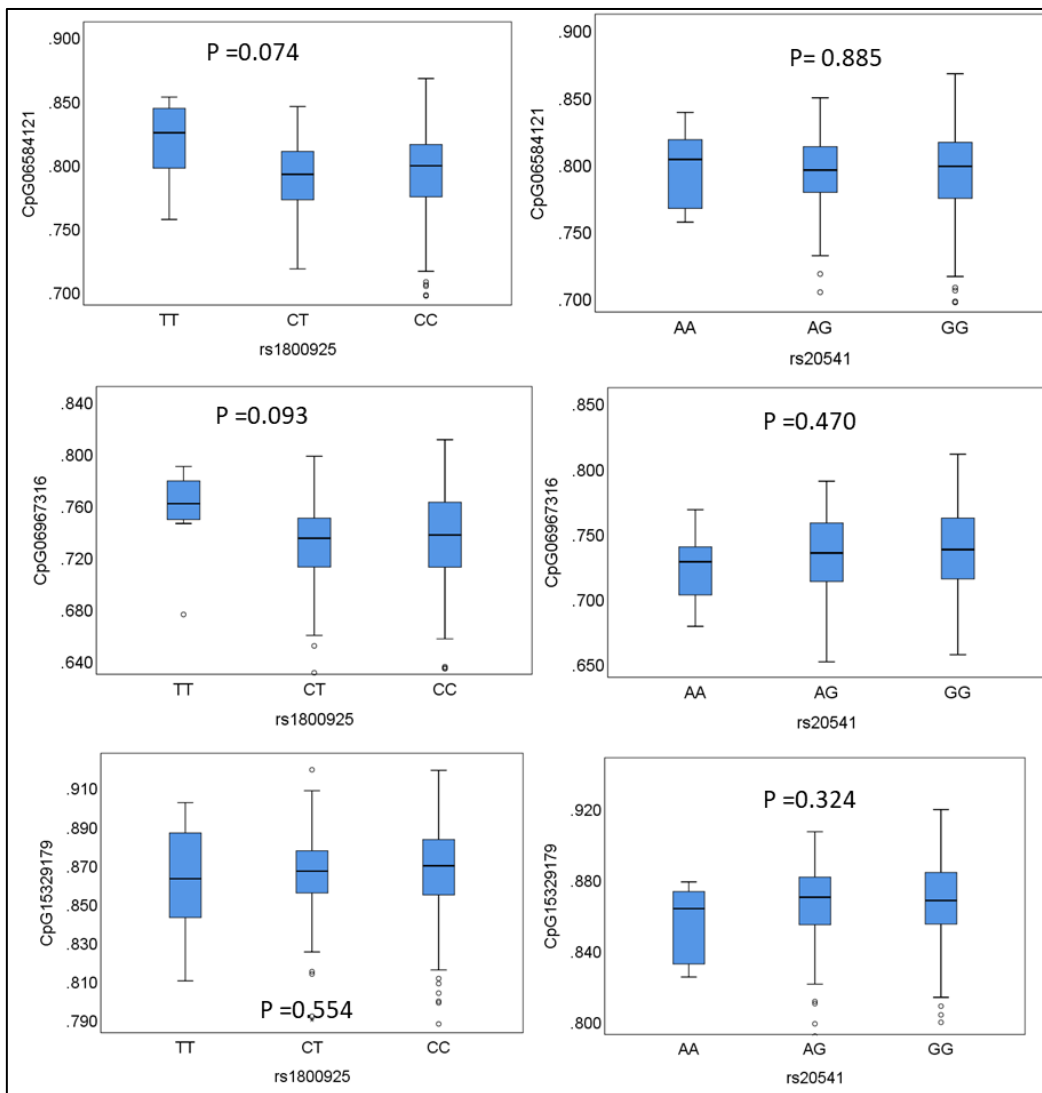 P =0.074
CpG06584121
.900
.850
.800
.750
.700
TT CT CC
rs1800925
P= 0.885
CpG06584121
.900
.850
.800
.750
.700
AA AG GG
rs20541
P =0.093
CpG06967316
.840
.800
.760
.720
.680
.640
TT CT CC
rs1800925
P =0.470
CpG06967316
.850
.800
.750
.700
.650
AA AG GG
rs20541
CpG15329179
.910
.890
.870
.850
.830
.810
.790
P =0.554
TT CT CC
rs1800925
P =0.324
CpG15329179
.920
.880
.840
.800
AA AG GG
rs20541